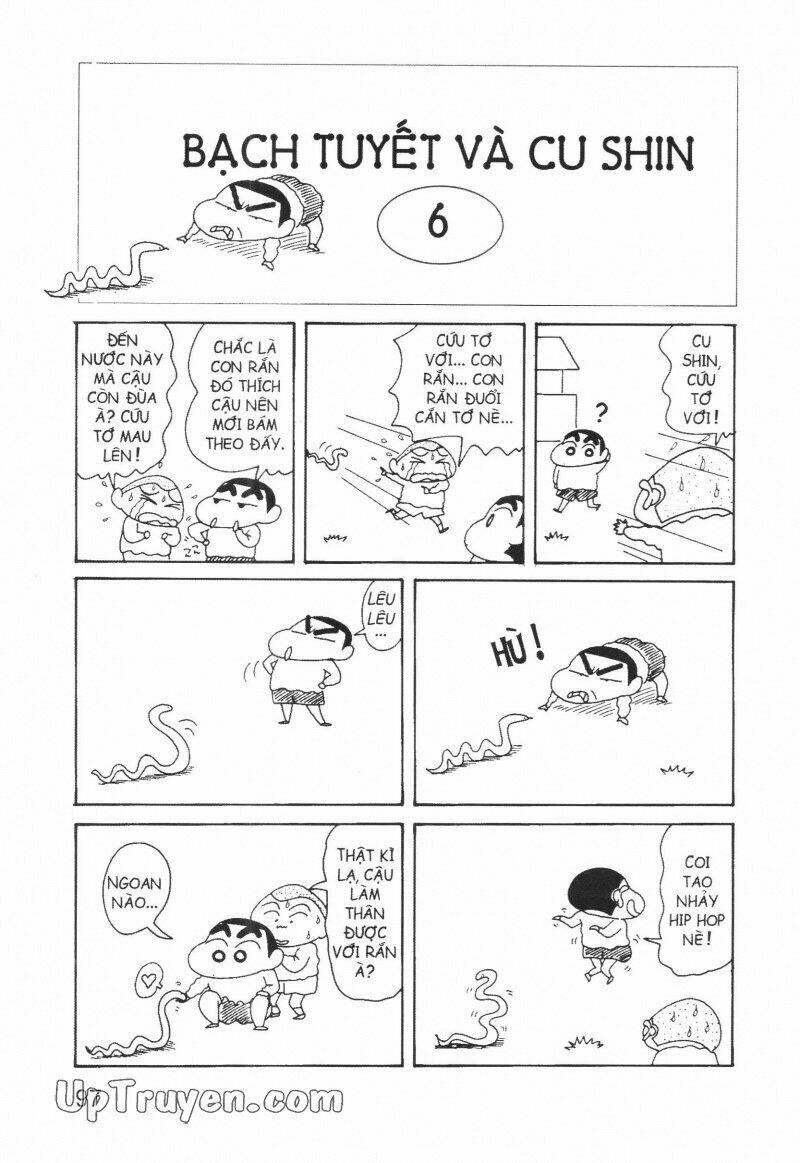 BẠCH TUYẾT VÀ CU SHIN
6
CU
SHIN,
CỨU
TỚ
VỚI!
?
CỨU TỚ
VỚI... CON
RẮN... CON
RẮN ĐUỔI
CẮN TỚ NÈ...
CHẮC LÀ
CON RẮN
ĐÓ THÍCH
CẬU NÊN
MỚI BÁM
THEO ĐẤY.
ĐẾN
NƯỚC NÀY
MÀ CẬU
CÒN ĐÙA
À? CỨU
TỚ MAU
LÊN!
HÙ!
LÊU
LÊU
...
COI
TAO
NHẢY
HIP HOP
NÈ!
THẬT KÌ
LẠ, CẬU
LÀM
THÂN
ĐƯỢC
VỚI RẮN
À?
NGOAN
NÀO...
97
UpTruyen.com